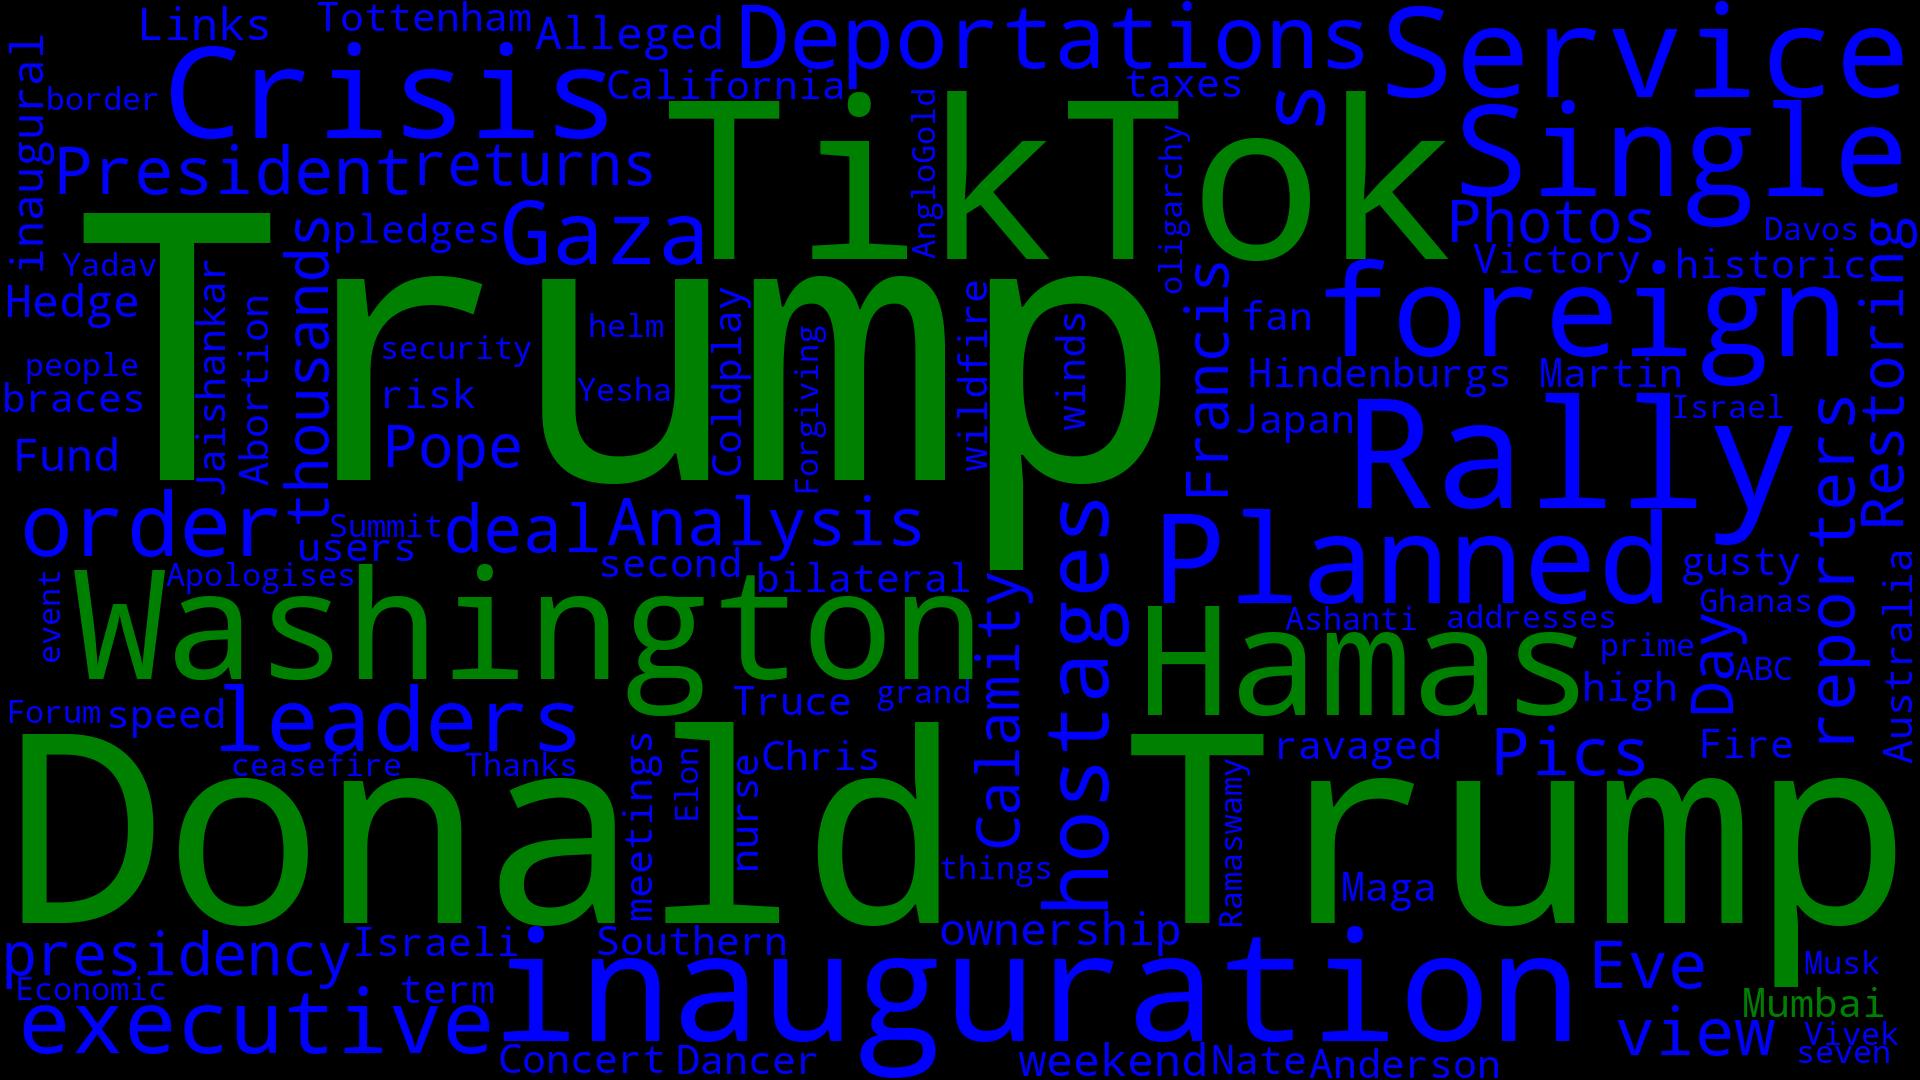 Links
Tottenham
Alleged
Deportations
Service
inaugural
border
Crisis
California
taxes
s
Single
President
returns
TikTok
AngloGold
oligarchy
Photos
Davos
Yadav
pledges
Gaza
Victory
historic
Restoring
Hedge
Jaishankar
Abortion
thousands
Trump
security
helm
Coldplay
Forgiving
wildfire
winds
Francis
fan
foreign
people
braces
risk
Yesha
Hindenburgs
Martin
Japan
Israel
Fund
Pope
Rally
reporters
order
Summit
users
deal
Analysis
hostages
Planned
second
bilateral
gusty
Australia
event
Apologises
Washington
Calamity
Hamas
Ashanti
addresses
Ghanas
prime
Day
ABC
high
Forum
speed
leaders
Truce
grand
ceasefire
Thanks
meetings
Elon
nurse
Chris
ravaged
Pics
Fire
Donald Trump
things
Ramaswamy
Maga
presidency
Israeli
Southern
ownership
Economic
term
executive
inauguration
Eve
Musk
Mumbai
view
Vivek
seven
Concert
Dancer
weekend
Nate
Anderson